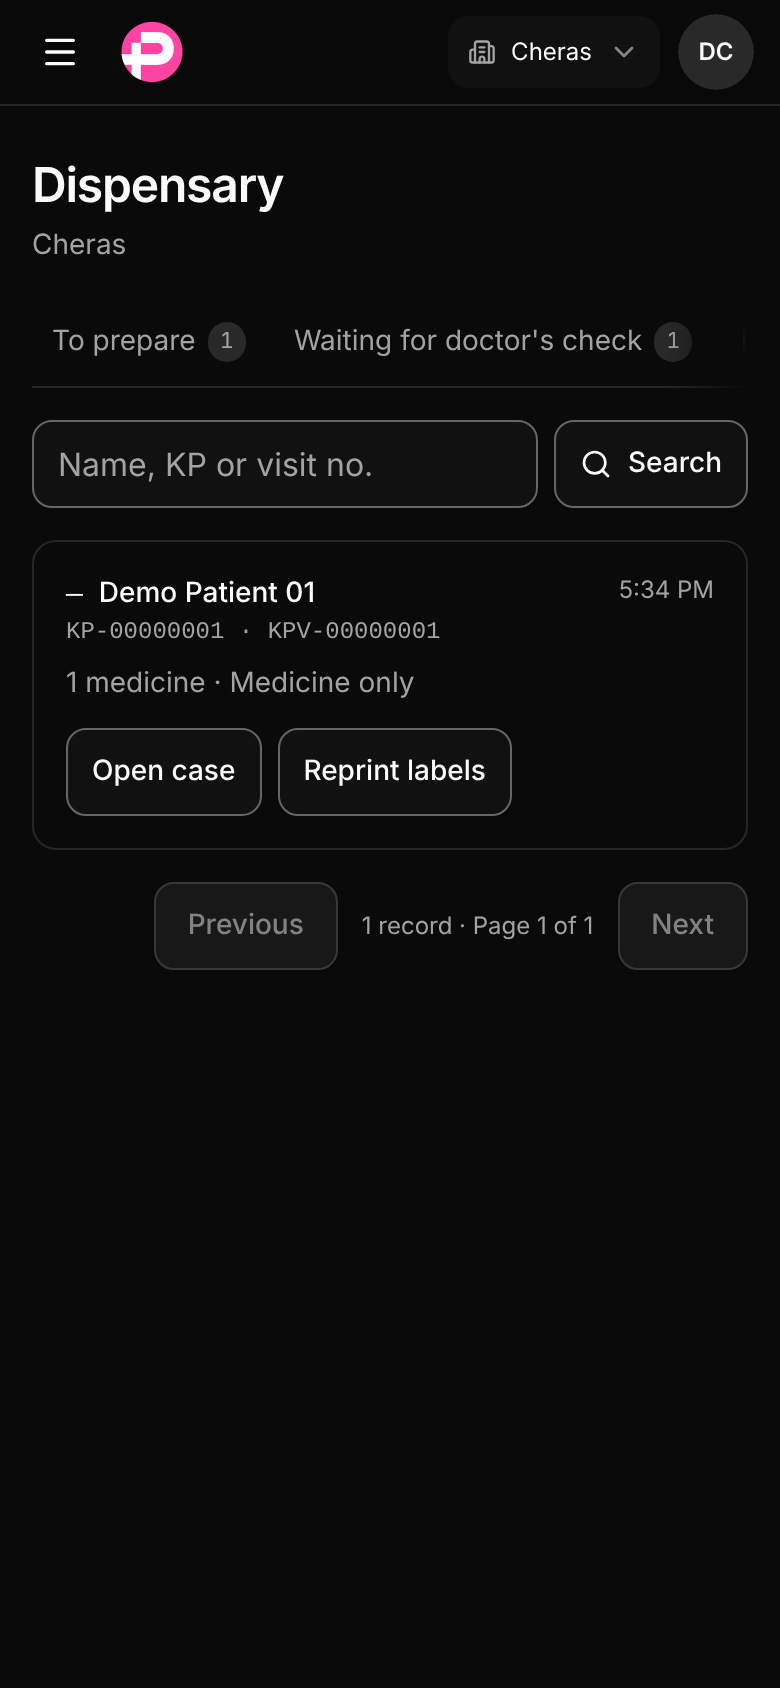 Cheras
DC
Dispensary
Cheras
To prepare 1 Waiting for doctor's check 1
Name, KP or visit no.
Search
– Demo Patient 01 5:34 PM
KP-00000001 · KPV-00000001
1 medicine · Medicine only
Open case Reprint labels
Previous 1 record · Page 1 of 1 Next